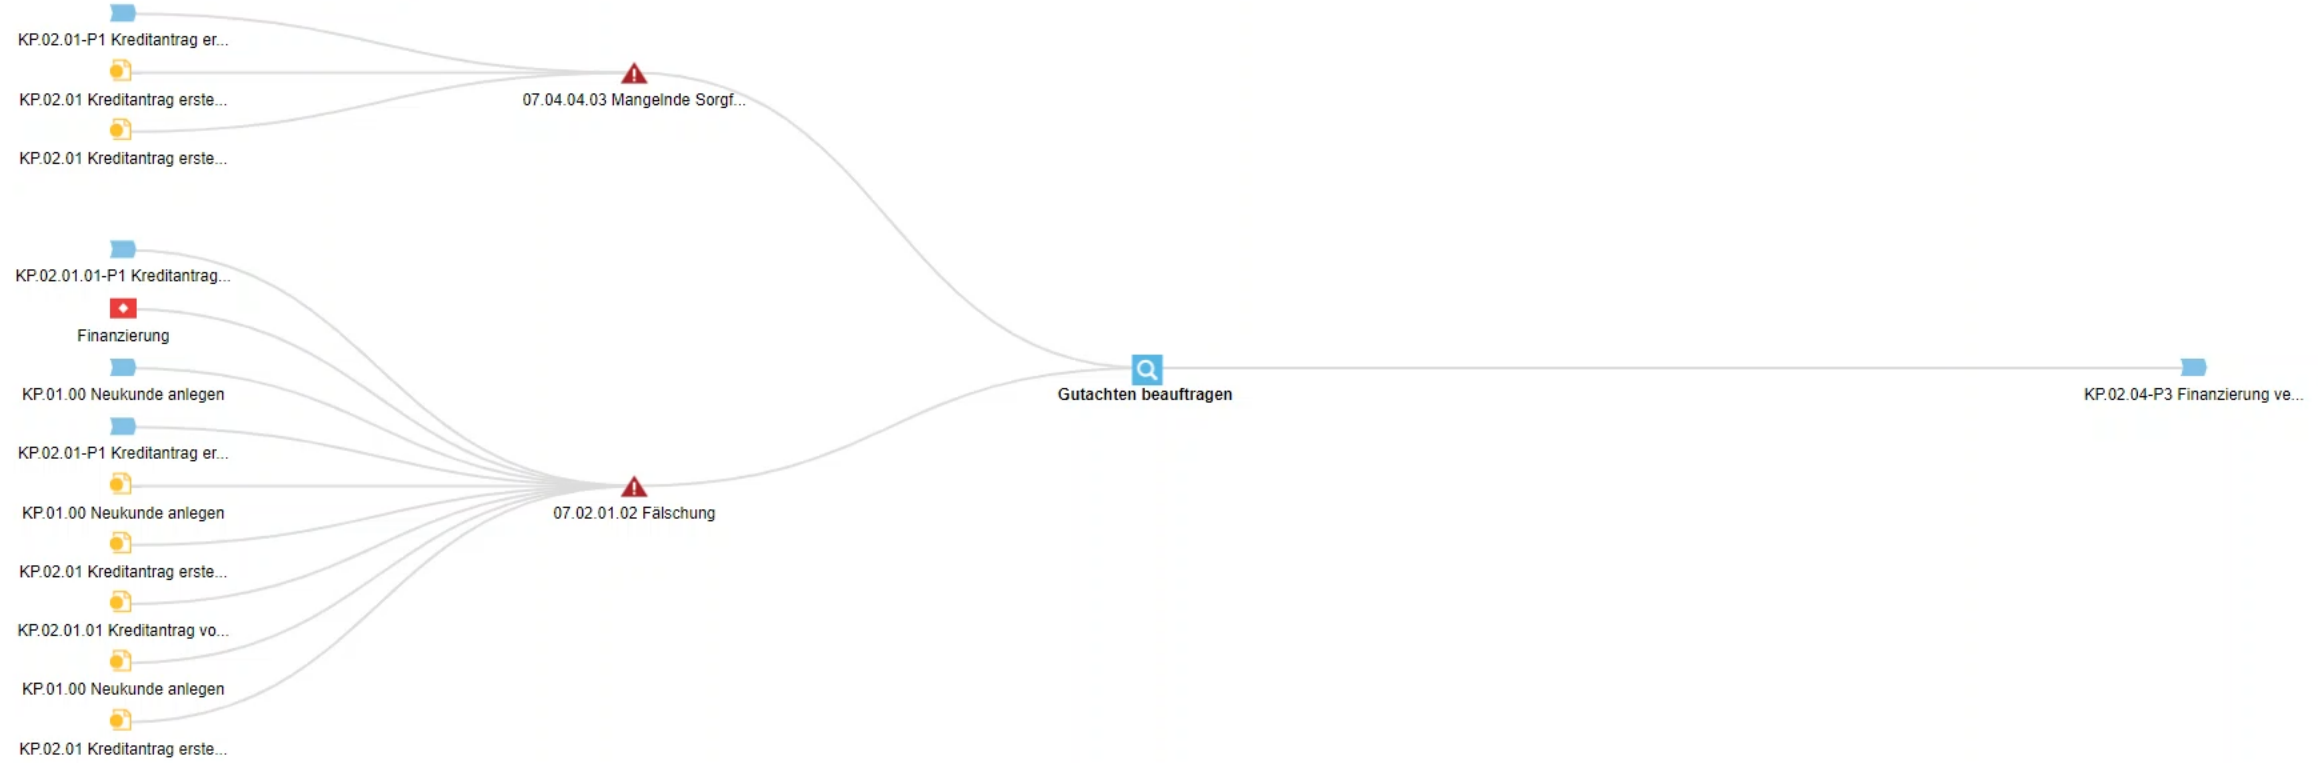 KP.02.01-P1 Kreditantrag er...
KP.02.01 Kreditantrag erste...
KP.02.01 Kreditantrag erste...
07.04.04.03 Mangelnde Sorgf...
KP.02.01.01-P1 Kreditantrag...
Finanzierung
KP.01.00 Neukunde anlegen
KP.02.01-P1 Kreditantrag er...
KP.01.00 Neukunde anlegen
KP.02.01 Kreditantrag erste...
KP.02.01.01 Kreditantrag vo...
KP.01.00 Neukunde anlegen
KP.02.01 Kreditantrag erste...
07.02.01.02 Fälschung
Gutachten beauftragen
KP.02.04-P3 Finanzierung ve...